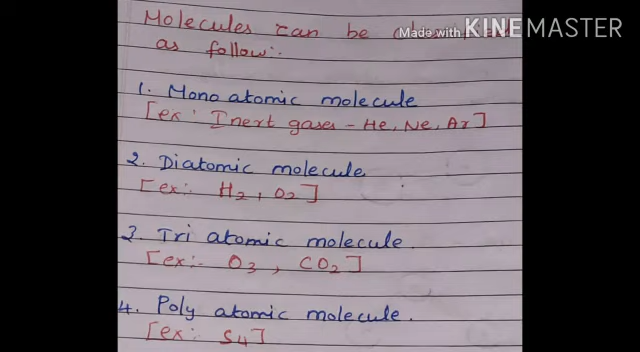 Molecules can be
as follow:-
Made with KINEMASTER
1. Mono atomic molecule
[ex: Inert gases - He, Ne, Ar]
2. Diatomic molecule
[ex:- H2, O2]
3. Tri atomic molecule.
[ex:- O3, CO2]
4. Poly atomic molecule.
[ex:- S4]